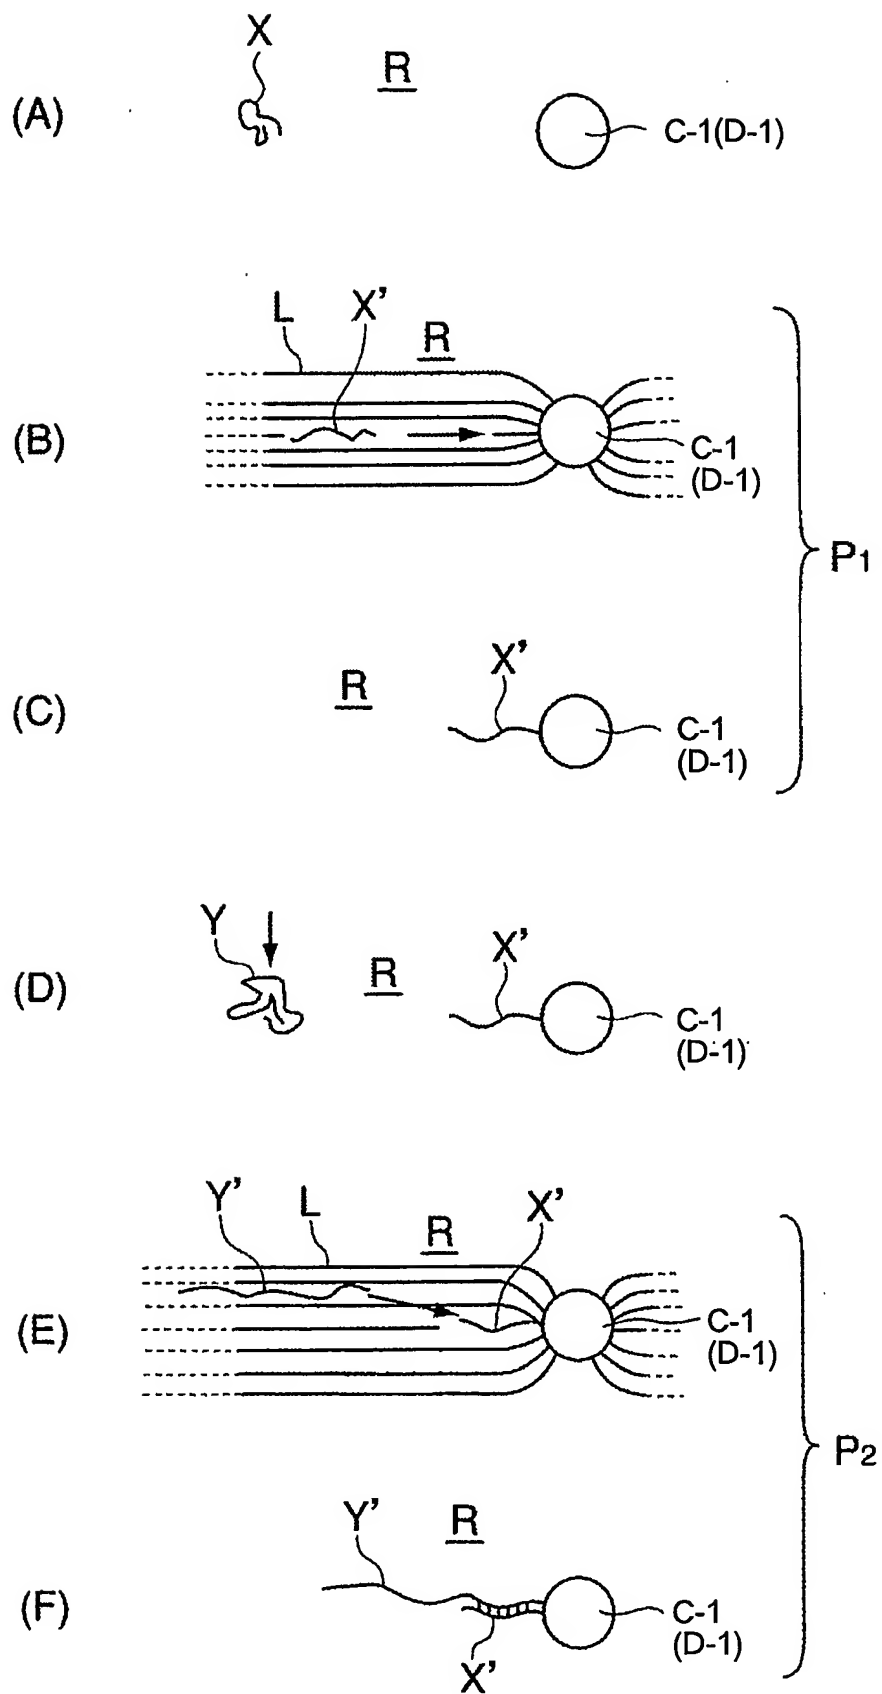 X
R
(A)
C-1(D-1)
L X'
R
(B)
C-1
(D-1)
P1
X'
R
(C)
C-1
(D-1)
Y
X'
(D)
R
C-1
(D-1)
Y' L X'
R
(E)
C-1
(D-1)
P2
Y' R
(F)
C-1
(D-1)
X'